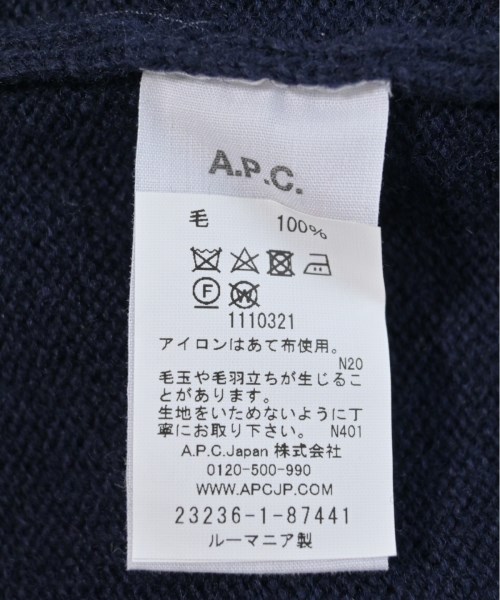 A.P.C.
毛 100%
F W
1110321
アイロンはあて布使用。
N20
毛玉や毛羽立ちが生じるこ
とがあります。
生地をいためないように丁
寧にお取り下さい。 N401
A.P.C.Japan 株式会社
0120-500-990
WWW.APCJP.COM
23236-1-87441
ルーマニア製